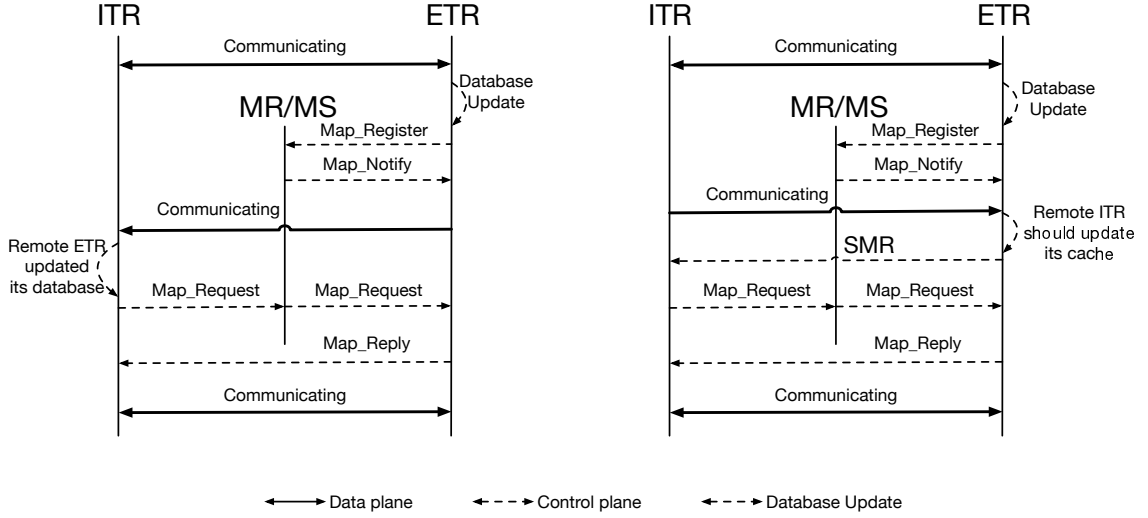 ITR
ETR
Communicating
Database
Update
MR/MS
Map_Register
Map_Notify
Communicating
Remote ETR
updated
its database
Map_Request
Map_Request
Map_Reply
Communicating
ITR
ETR
Communicating
Database
Update
MR/MS
Map_Register
Map_Notify
Communicating
Remote ITR
should update
its cache
SMR
Map_Request
Map_Request
Map_Reply
Communicating
Data plane
Control plane
Database Update